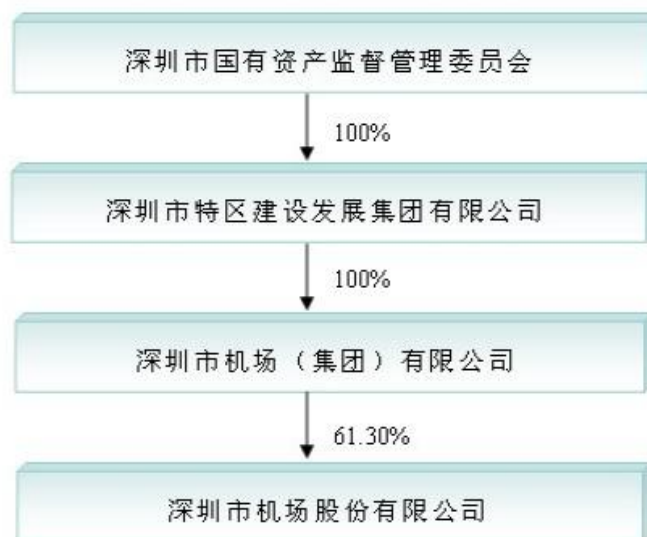 深圳市国有资产监督管理委员会
100%
深圳市特区建设发展集团有限公司
100%
深圳市机场（集团）有限公司
61.30%
深圳市机场股份有限公司